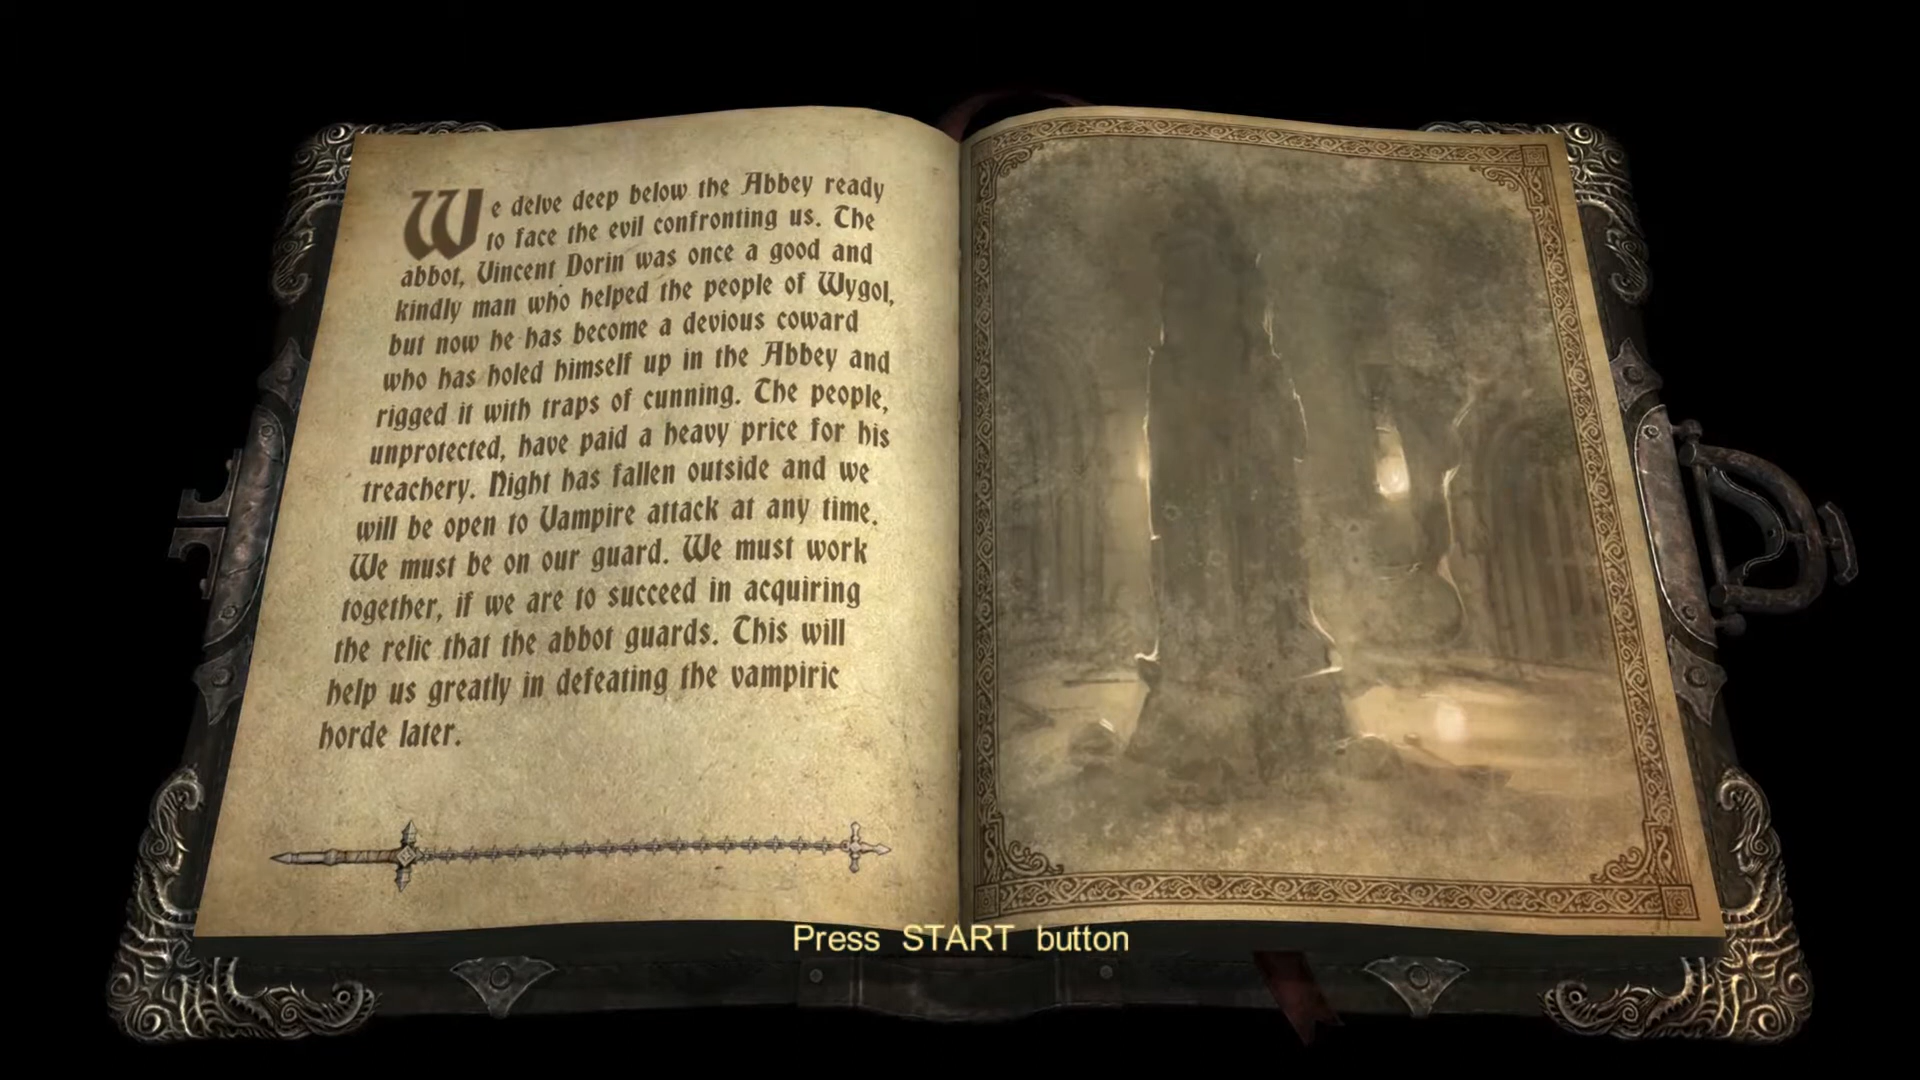 We delve deep below the Abbey ready
to face the evil confronting us. The
abbot, Vincent Dorin was once a good and
kindly man who helped the people of Wygol,
but now he has become a devious coward
who has holed himself up in the Abbey and
rigged it with traps of cunning. The people,
unprotected, have paid a heavy price for his
treachery. Night has fallen outside and we
will be open to Vampire attack at any time.
We must be on our guard. We must work
together, if we are to succeed in acquiring
the relic that the abbot guards. This will
help us greatly in defeating the vampiric
horde later.
Press START button